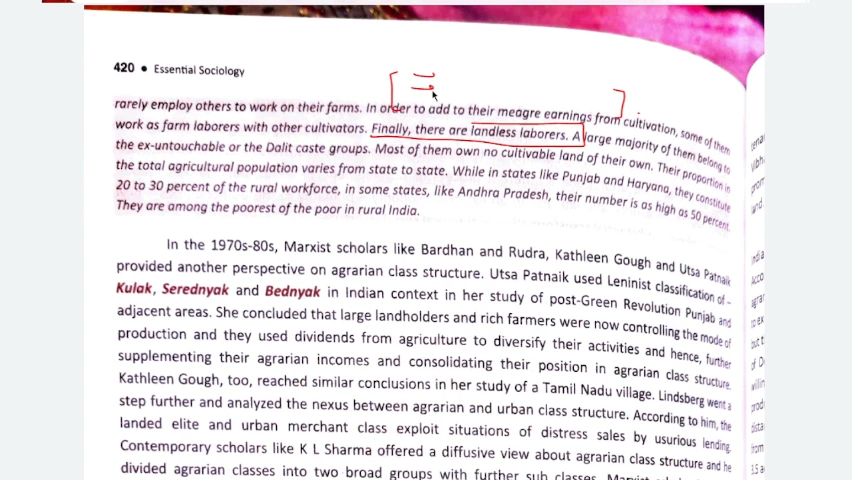 420 • Essential Sociology
rarely employ others to work on their farms. In order to add to their meagre earnings from cultivation, some of them
work as farm laborers with other cultivators. Finally, there are landless laborers. A large majority of them belong to
the ex-untouchable or the Dalit caste groups. Most of them own no cultivable land of their own. Their proportion in
the total agricultural population varies from state to state. While in states like Punjab and Haryana, they constitute
20 to 30 percent of the rural workforce, in some states, like Andhra Pradesh, their number is as high as 50 percent.
They are among the poorest of the poor in rural India.
In the 1970s-80s, Marxist scholars like Bardhan and Rudra, Kathleen Gough and Utsa Patnaik
provided another perspective on agrarian class structure. Utsa Patnaik used Leninist classification of –
Kulak, Serednyak and Bednyak in Indian context in her study of post-Green Revolution Punjab and
adjacent areas. She concluded that large landholders and rich farmers were now controlling the mode of
production and they used dividends from agriculture to diversify their activities and hence, further
supplementing their agrarian incomes and consolidating their position in agrarian class structure.
Kathleen Gough, too, reached similar conclusions in her study of a Tamil Nadu village. Lindsberg went a
step further and analyzed the nexus between agrarian and urban class structure. According to him, the
landed elite and urban merchant class exploit situations of distress sales by usurious lending.
Contemporary scholars like K L Sharma offered a diffusive view about agrarian class structure and he
divided agrarian classes into two broad groups with further sub classes.